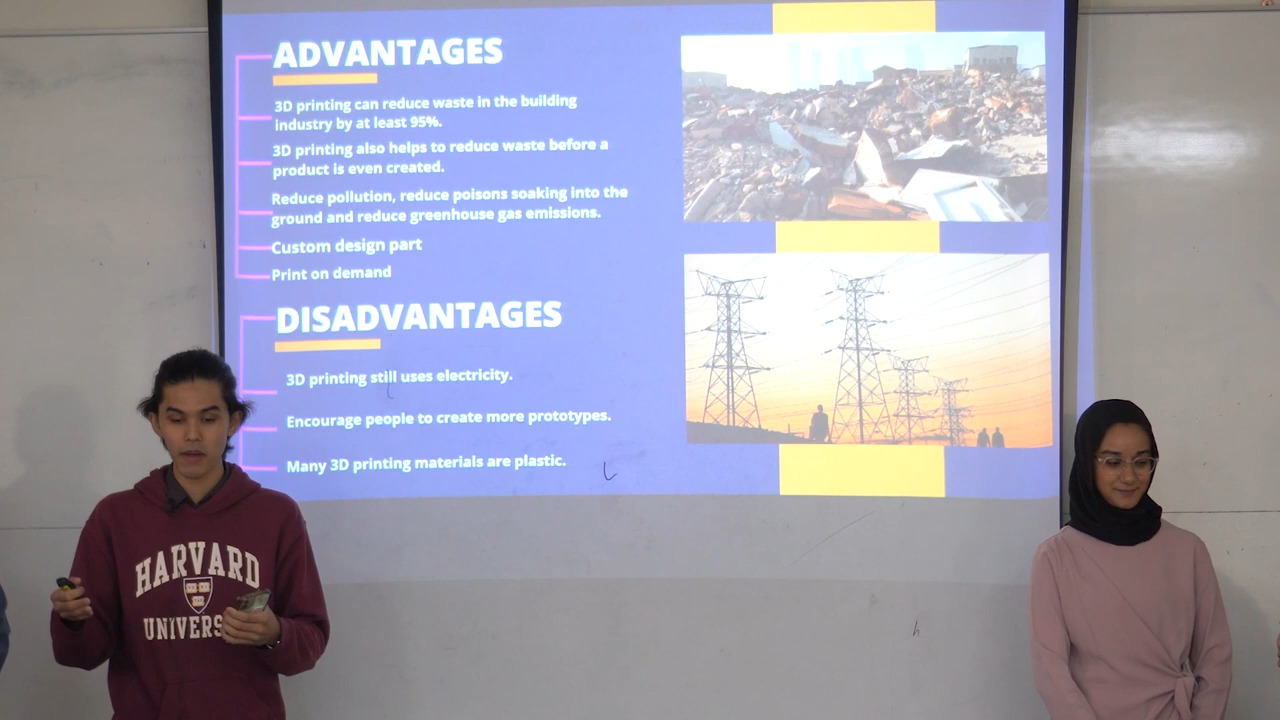 ADVANTAGES
3D printing can reduce waste in the building
industry by at least 95%.
3D printing also helps to reduce waste before a
product is even created.
Reduce pollution, reduce poisons soaking into the
ground and reduce greenhouse gas emissions.
Custom design part
Print on demand
DISADVANTAGES
3D printing still uses electricity.
Encourage people to create more prototypes.
Many 3D printing materials are plastic.
HARVARD
UNIVERS